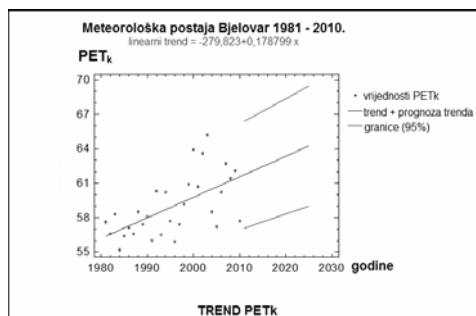 Meteorološka postaja Bjelovar 1981 - 2010.
linearni trend = -279,823+0,178799 x
PETk
70
67
64
61
58
55
1980 1990 2000 2010 2020 2030
godine
vrijednosti PETk
trend + prognoza trenda
granice (95%)
TREND PETk